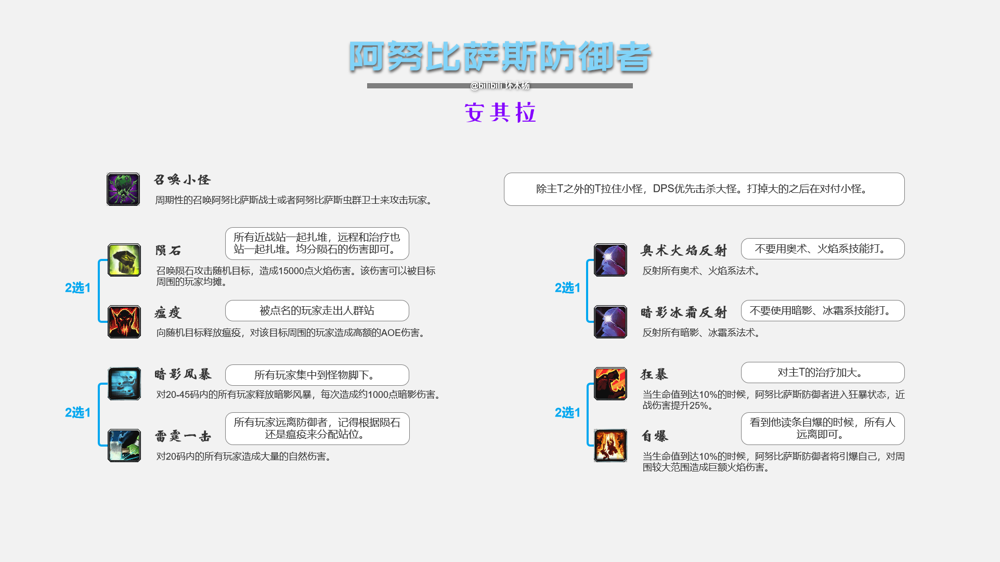 阿努比萨斯防御者
@bilibili 坏木杨
安其拉
召唤小怪
周期性的召唤阿努比萨斯战士或者阿努比萨斯虫群卫士来攻击玩家。
除主T之外的T拉住小怪，DPS优先击杀大怪。打掉大的之后在对付小怪。
2选1
陨石
所有近战站一起扎堆，远程和治疗也
站一起扎堆。均分陨石的伤害即可。
召唤陨石攻击随机目标，造成15000点火焰伤害。该伤害可以被目标
周围的玩家均摊。
瘟疫
被点名的玩家走出人群站
向随机目标释放瘟疫，对该目标周围的玩家造成高额的AOE伤害。
2选1
奥术火焰反射
不要用奥术、火焰系技能打。
反射所有奥术、火焰系法术。
暗影冰霜反射
不要使用暗影、冰霜系技能打。
反射所有暗影、冰霜系法术。
2选1
暗影风暴
所有玩家集中到怪物脚下。
对20-45码内的所有玩家释放暗影风暴，每次造成约1000点暗影伤害。
雷霆一击
所有玩家远离防御者，记得根据陨石
还是瘟疫来分配站位。
对20码内的所有玩家造成大量的自然伤害。
2选1
狂暴
对主T的治疗加大。
当生命值到达10%的时候，阿努比萨斯防御者进入狂暴状态，近
战伤害提升25%。
自爆
看到他读条自爆的时候，所有人
远离即可。
当生命值到达10%的时候，阿努比萨斯防御者将引爆自己，对周
围较大范围造成巨额火焰伤害。